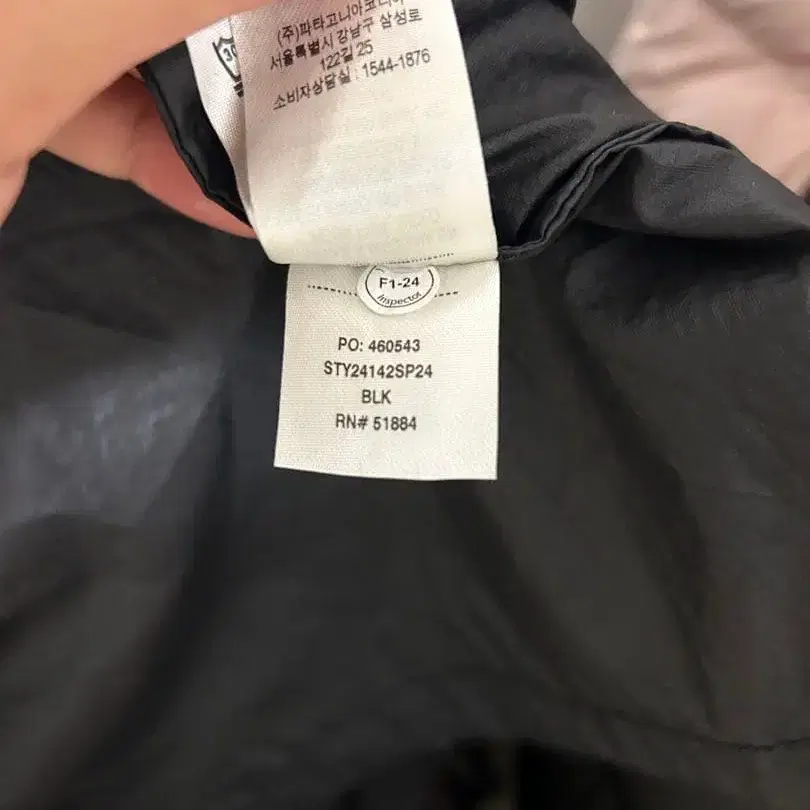 30
(주)파타고니아코리아
서울특별시 강남구 삼성로
122길 25
소비자상담실 : 1544-1876
F1-24
Inspector
PO: 460543
STY24142SP24
BLK
RN# 51884